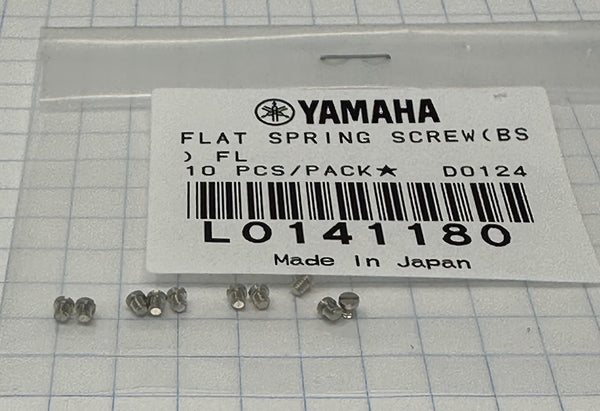 YAMAHA
FLAT SPRING SCREW(BS
) FL
10 PCS/PACK★ D0124
L0141180
Made in Japan